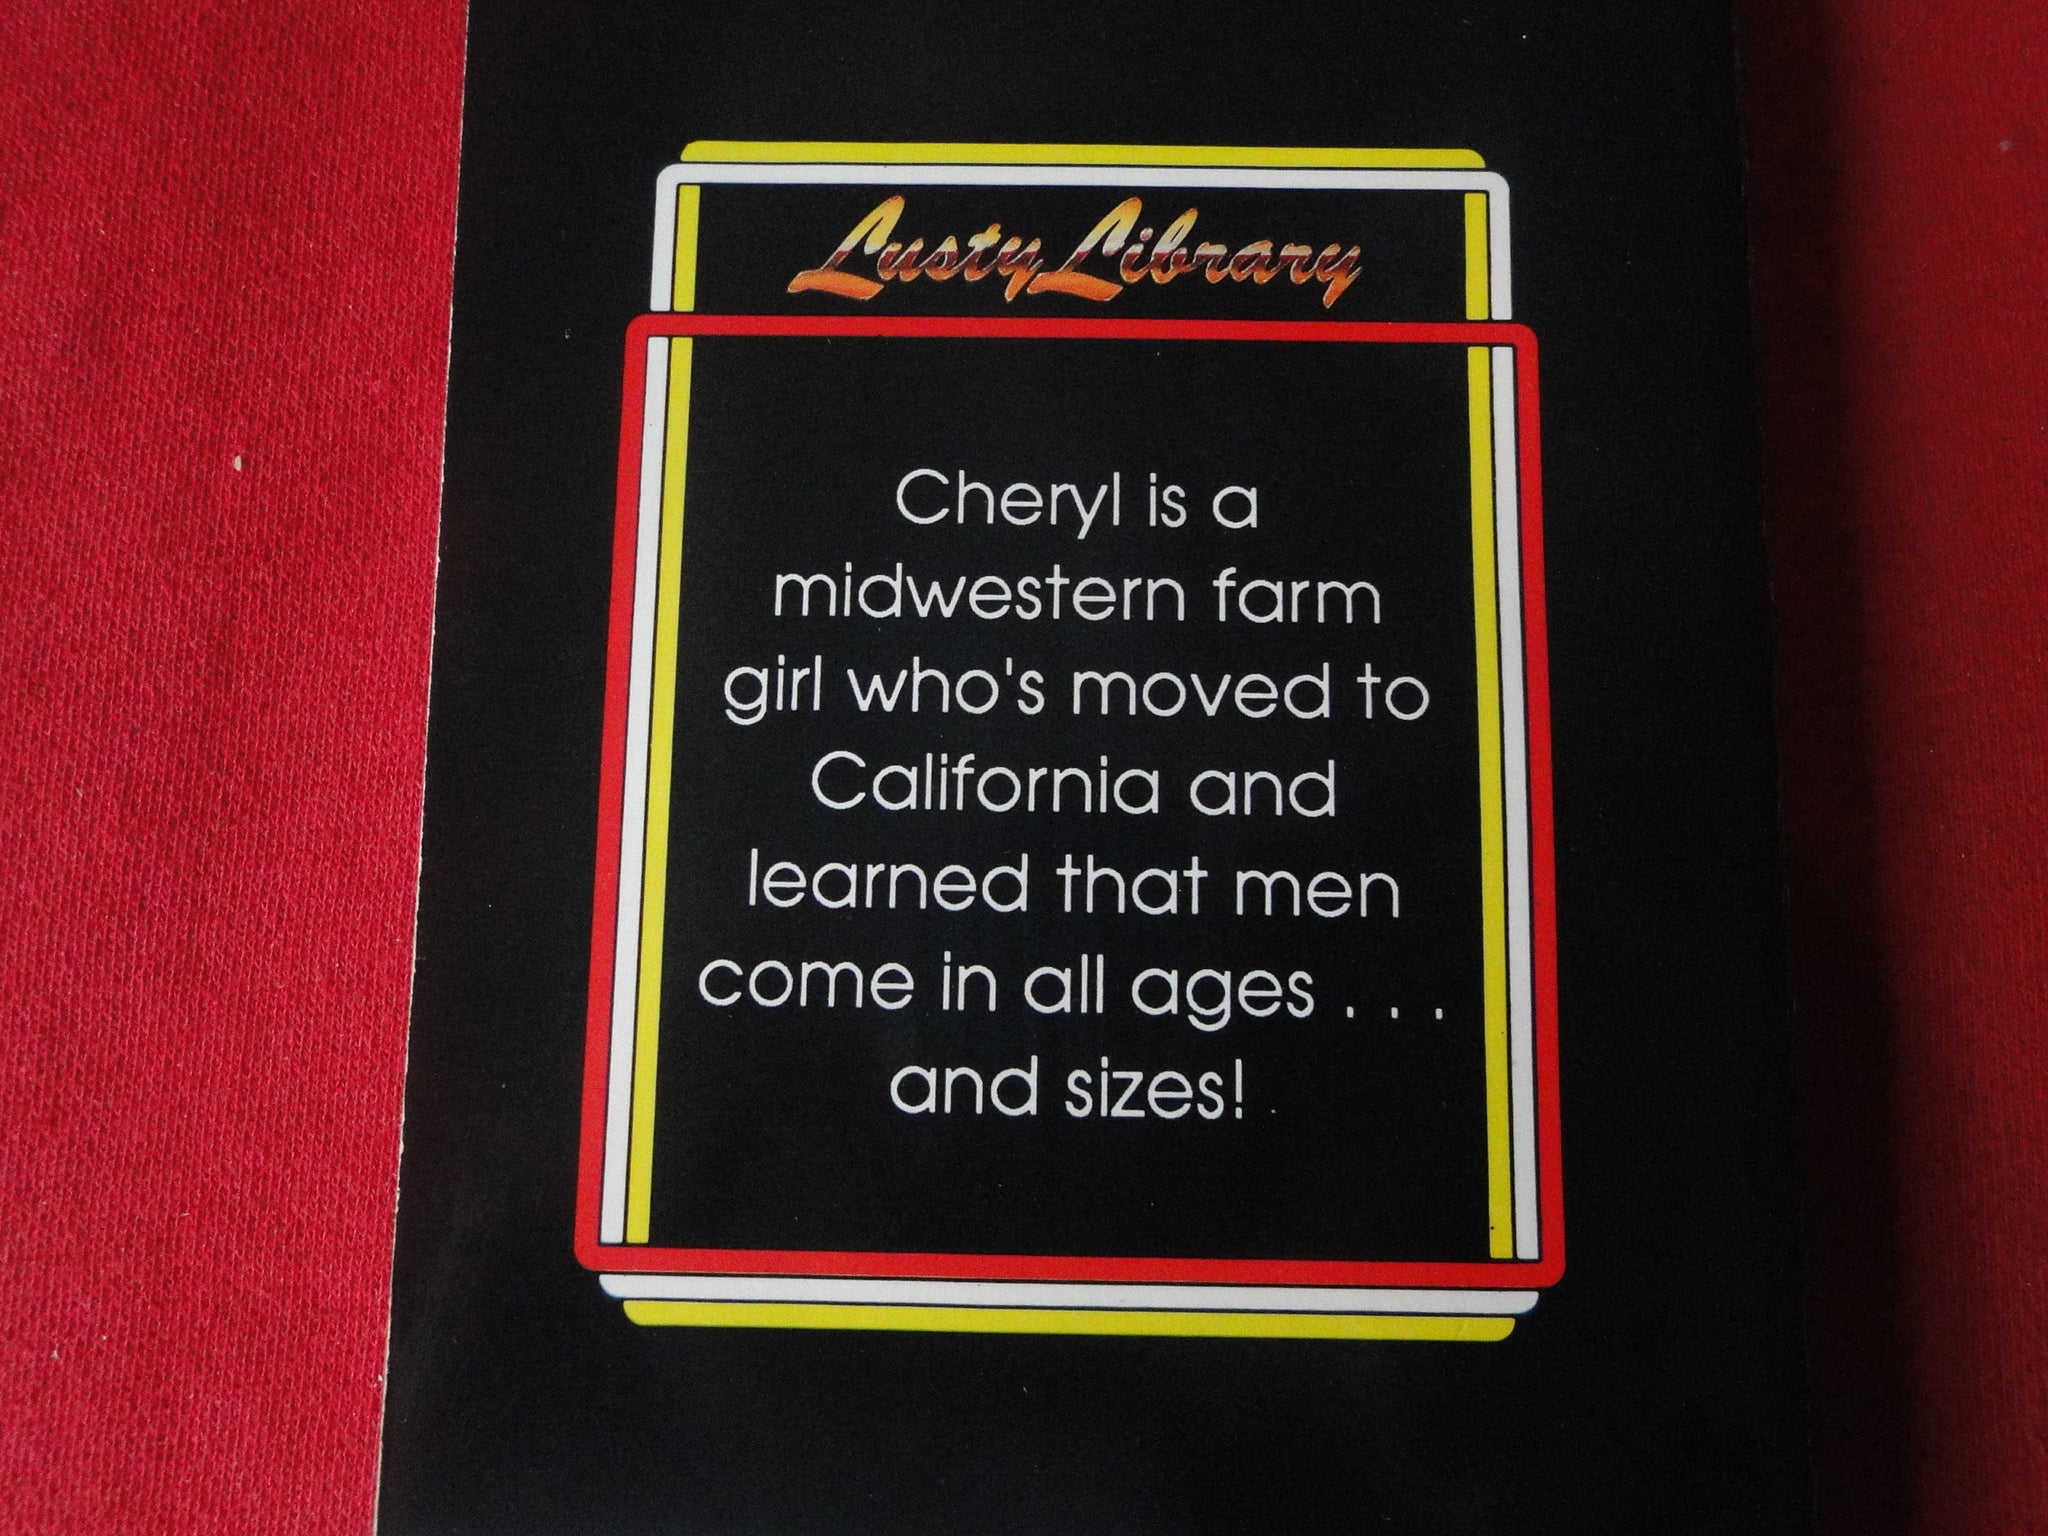 Lusty Library
Cheryl is a
midwestern farm
girl who's moved to
California and
learned that men
come in all ages . . .
and sizes!